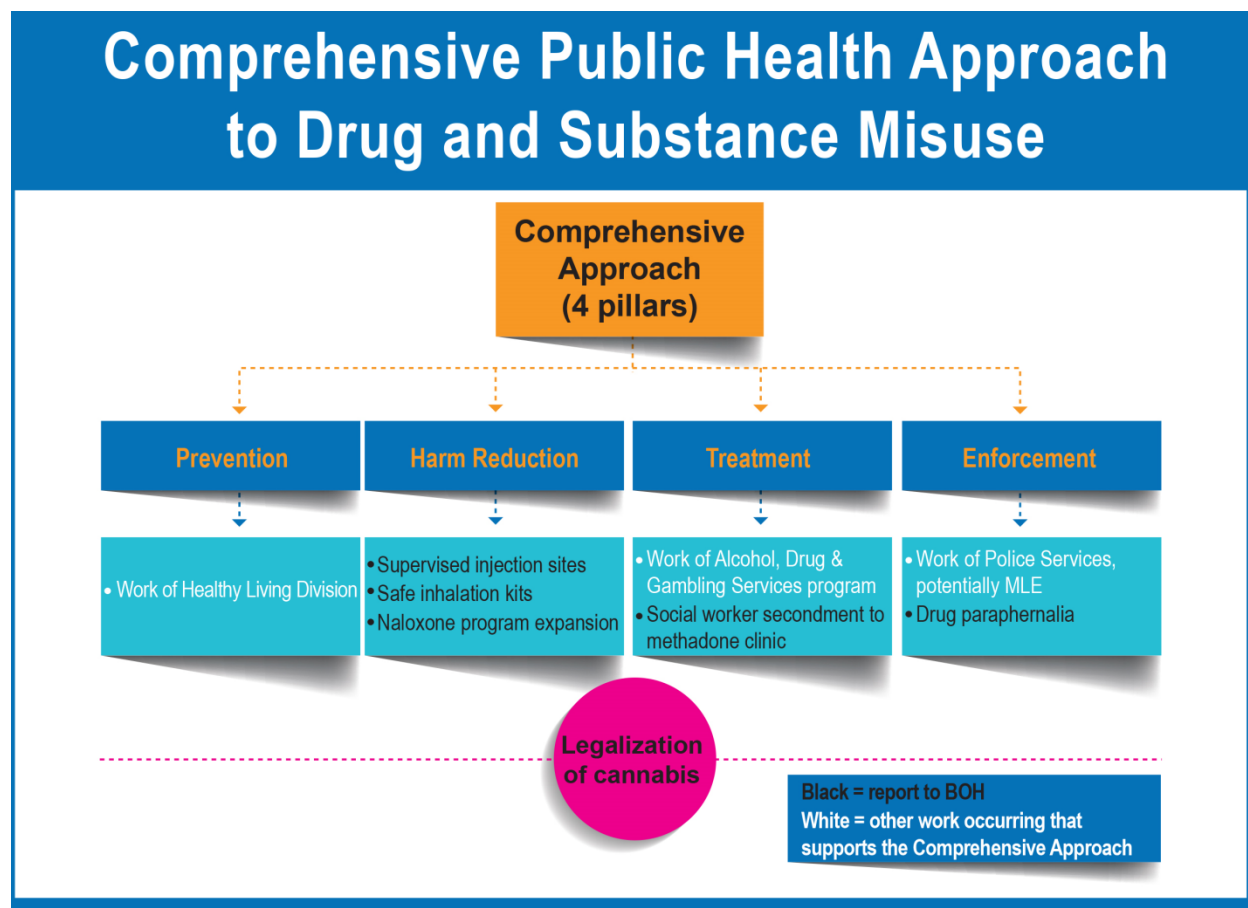 Comprehensive Public Health Approach
to Drug and Substance Misuse
Comprehensive
Approach
(4 pillars)
Prevention
Harm Reduction
Treatment
Enforcement
• Work of Healthy Living Division
•Supervised injection sites
•Safe inhalation kits
•Naloxone program expansion
• Work of Alcohol, Drug &
Gambling Services program
• Social worker secondment to
methadone clinic
• Work of Police Services,
potentially MLE
• Drug paraphernalia
Legalization
of cannabis
Black = report to BOH
White = other work occurring that
supports the Comprehensive Approach